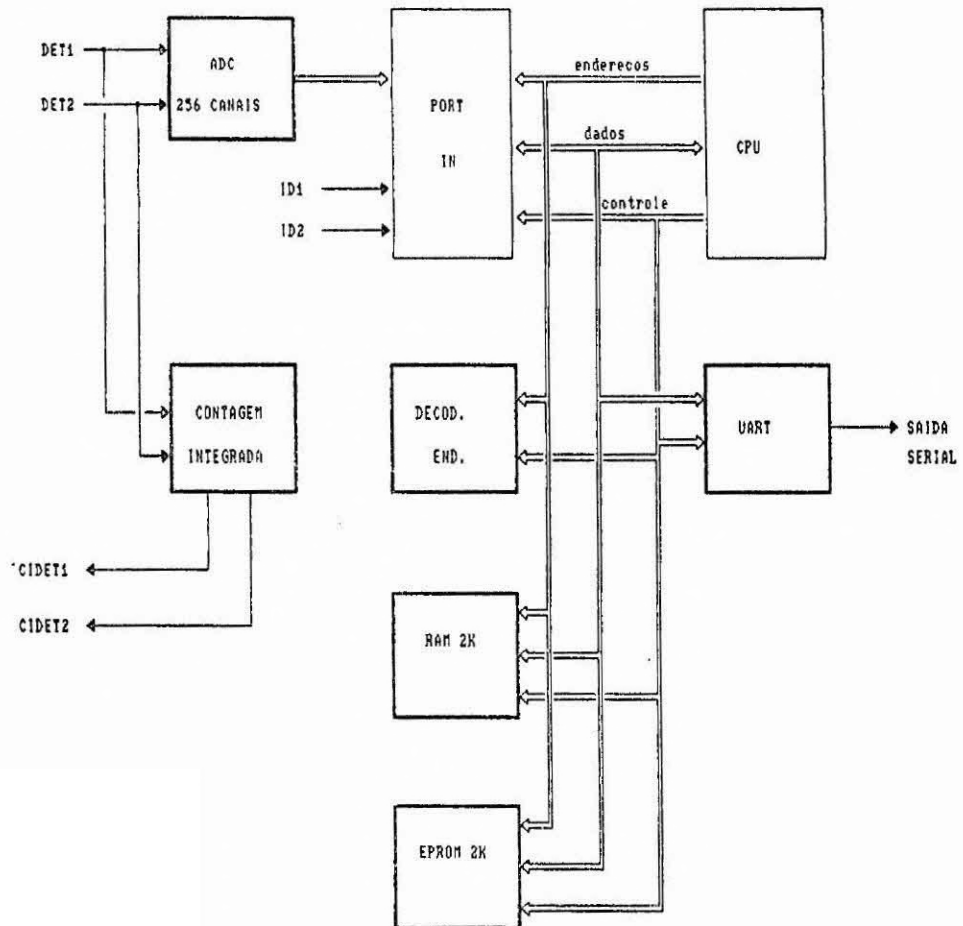 DET1
DET2
ADC
256 CANAIS
PORT
IN
ID1
ID2
enderecos
dados
controle
CPU
CONTAGEM
INTEGRADA
DECOD.
END.
UART
SAIDA
SERIAL
CIDET1
CIDET2
RAM 2K
EPROM 2K